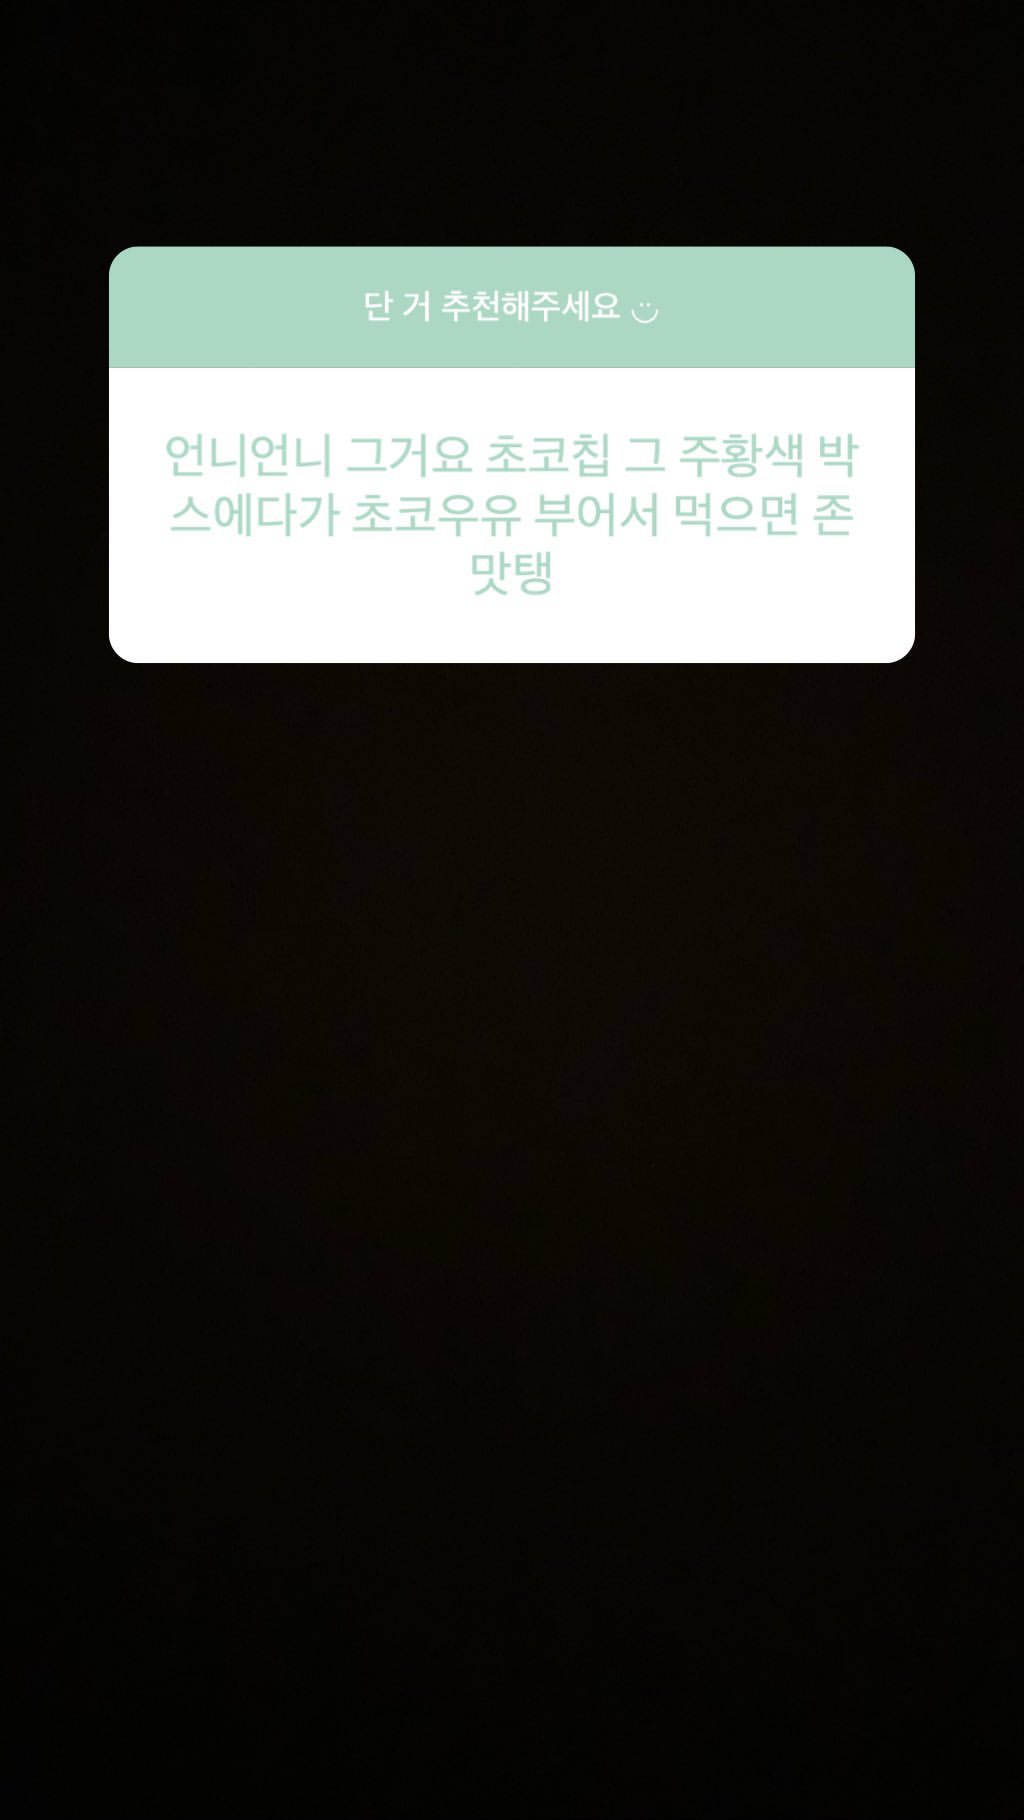 단 거 추천해주세요
언니언니 그거요 초코칩 그 주황색 박
스에다가 초코우유 부어서 먹으면 존
맛탱